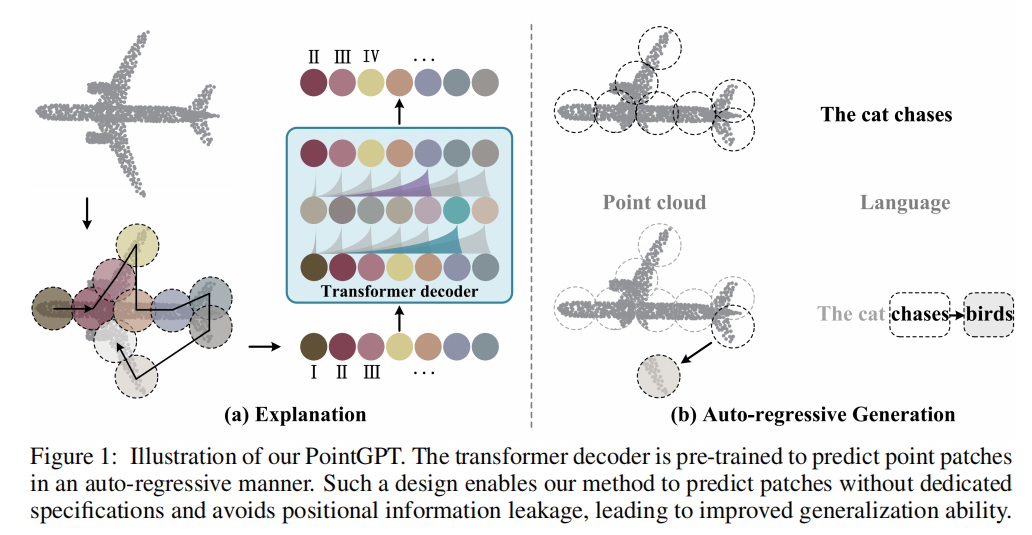 II III IV ...
Transformer decoder
I II III ...
(a) Explanation
The cat chases
Point cloud
Language
The cat chases birds
(b) Auto-regressive Generation
Figure 1: Illustration of our PointGPT. The transformer decoder is pre-trained to predict point patches
in an auto-regressive manner. Such a design enables our method to predict patches without dedicated
specifications and avoids positional information leakage, leading to improved generalization ability.